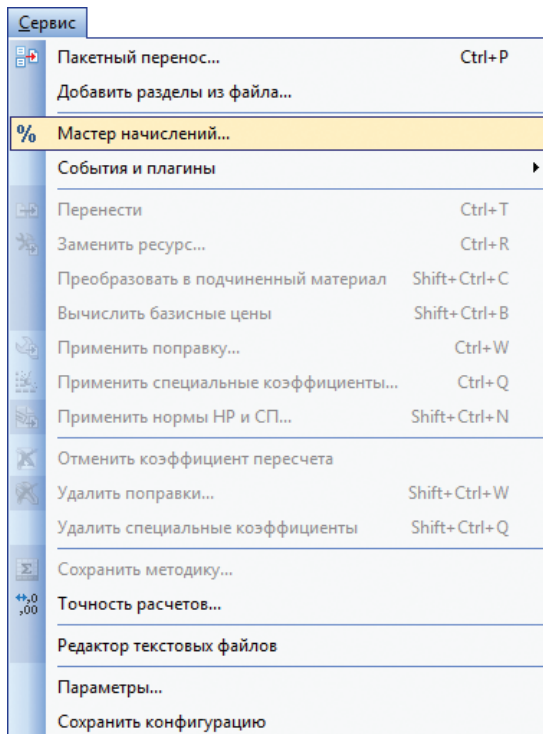 Сервис
Пакетный перенос... Ctrl+P
Добавить разделы из файла...
% Мастер начислений...
События и плагины
Перенести Ctrl+T
Заменить ресурс... Ctrl+R
Преобразовать в подчиненный материал Shift+Ctrl+C
Вычислить базисные цены Shift+Ctrl+B
Применить поправку... Ctrl+W
Применить специальные коэффициенты... Ctrl+Q
Применить нормы НР и СП... Shift+Ctrl+N
Отменить коэффициент пересчета
Удалить поправки... Shift+Ctrl+W
Удалить специальные коэффициенты Shift+Ctrl+Q
Σ Сохранить методику...
,0
,00 Точность расчетов...
Редактор текстовых файлов
Параметры...
Сохранить конфигурацию